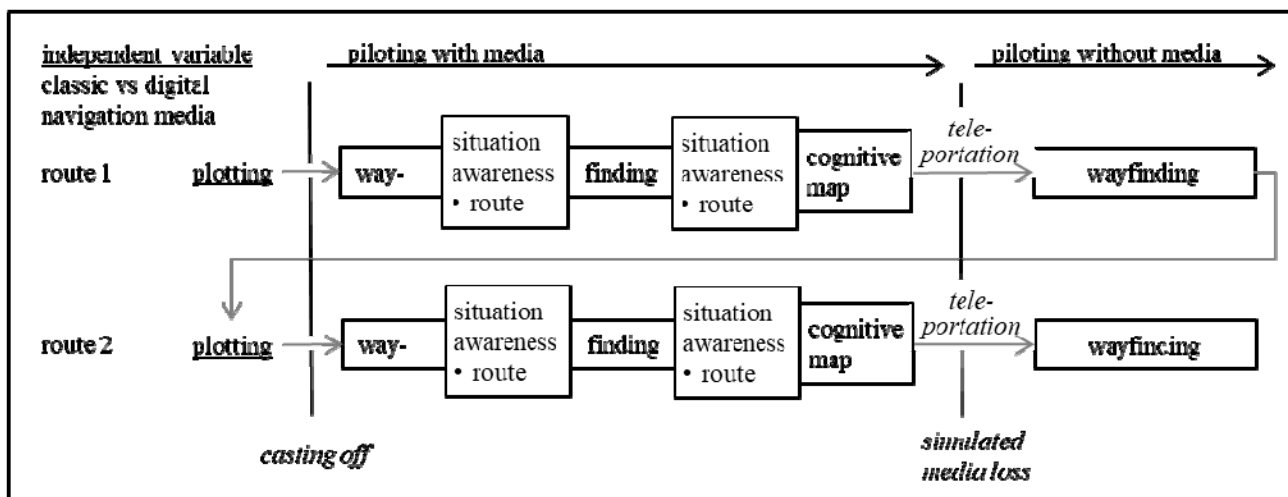 independent variable
classic vs digital
navigation media
piloting with media
piloting without media
route 1
plotting
way-
situation
awareness
• route
finding
situation
awareness
• route
cognitive
map
tele-
portation
wayfinding
route 2
plotting
way-
situation
awareness
• route
finding
situation
awareness
• route
cognitive
map
tele-
portation
wayfincing
casting off
simulated
media loss